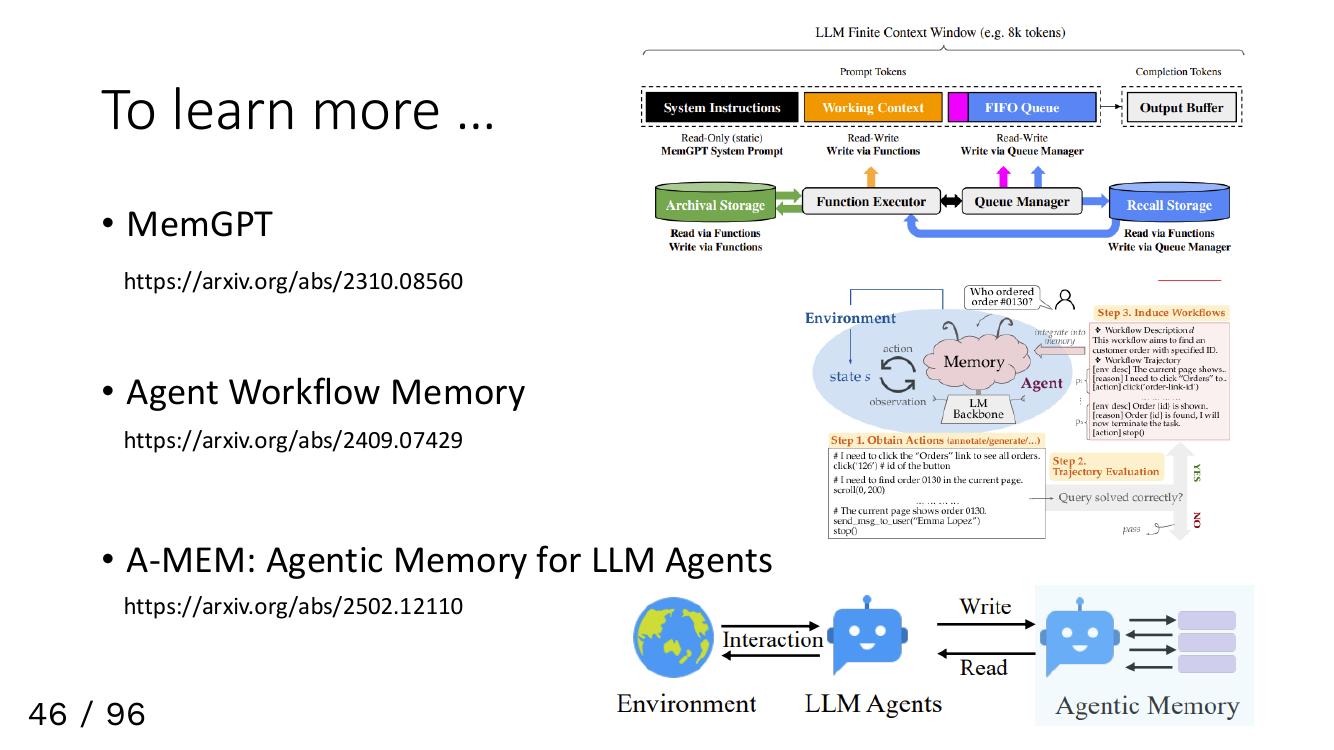 To learn more …
• MemGPT
https://arxiv.org/abs/2310.08560
• Agent Workflow Memory
https://arxiv.org/abs/2409.07429
• A-MEM: Agentic Memory for LLM Agents
https://arxiv.org/abs/2502.12110
46 / 96
LLM Finite Context Window (e.g. 8k tokens)
Prompt Tokens
Completion Tokens
System Instructions
Working Context
FIFO Queue
Output Buffer
Read-Only (static)
MemGPT System Prompt
Read-Write
Write via Functions
Read-Write
Write via Queue Manager
Archival Storage
Function Executor
Queue Manager
Recall Storage
Read via Functions
Write via Functions
Read via Functions
Write via Queue Manager
Who ordered
order #0130?
Environment
action
state s
observation
Memory
Agent
LM
Backbone
integrate into
memory
Step 3. Induce Workflows
❖ Workflow Description d
This workflow aims to find an
customer order with specified ID.
❖ Workflow Trajectory
[env desc] The current page shows..
[reason] I need to click "Orders" to..
[action] click('order-link-id')
[env desc] Order {id} is shown.
[reason] Order {id} is found, I will
now terminate the task.
[action] stop()
Step 1. Obtain Actions (annotate/generate/...)
# I need to click the "Orders" link to see all orders.
click('126') # id of the button
# I need to find order 0130 in the current page.
scroll(0, 200)
# The current page shows order 0130.
send_msg_to_user("Emma Lopez")
stop()
Step 2.
Trajectory Evaluation
Query solved correctly?
YES
NO
pass
Interaction
Write
Read
Environment
LLM Agents
Agentic Memory